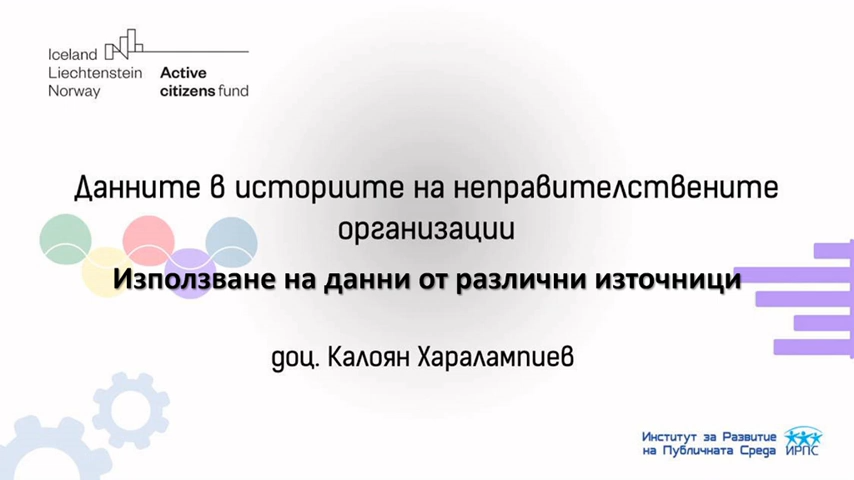 Iceland
Liechtenstein
Norway
Active
citizens fund
Данните в историите на неправителствените
организации
Използване на данни от различни източници
доц. Калоян Харалампиев
Институт за Развитие
на Публичната Среда
ИРПС